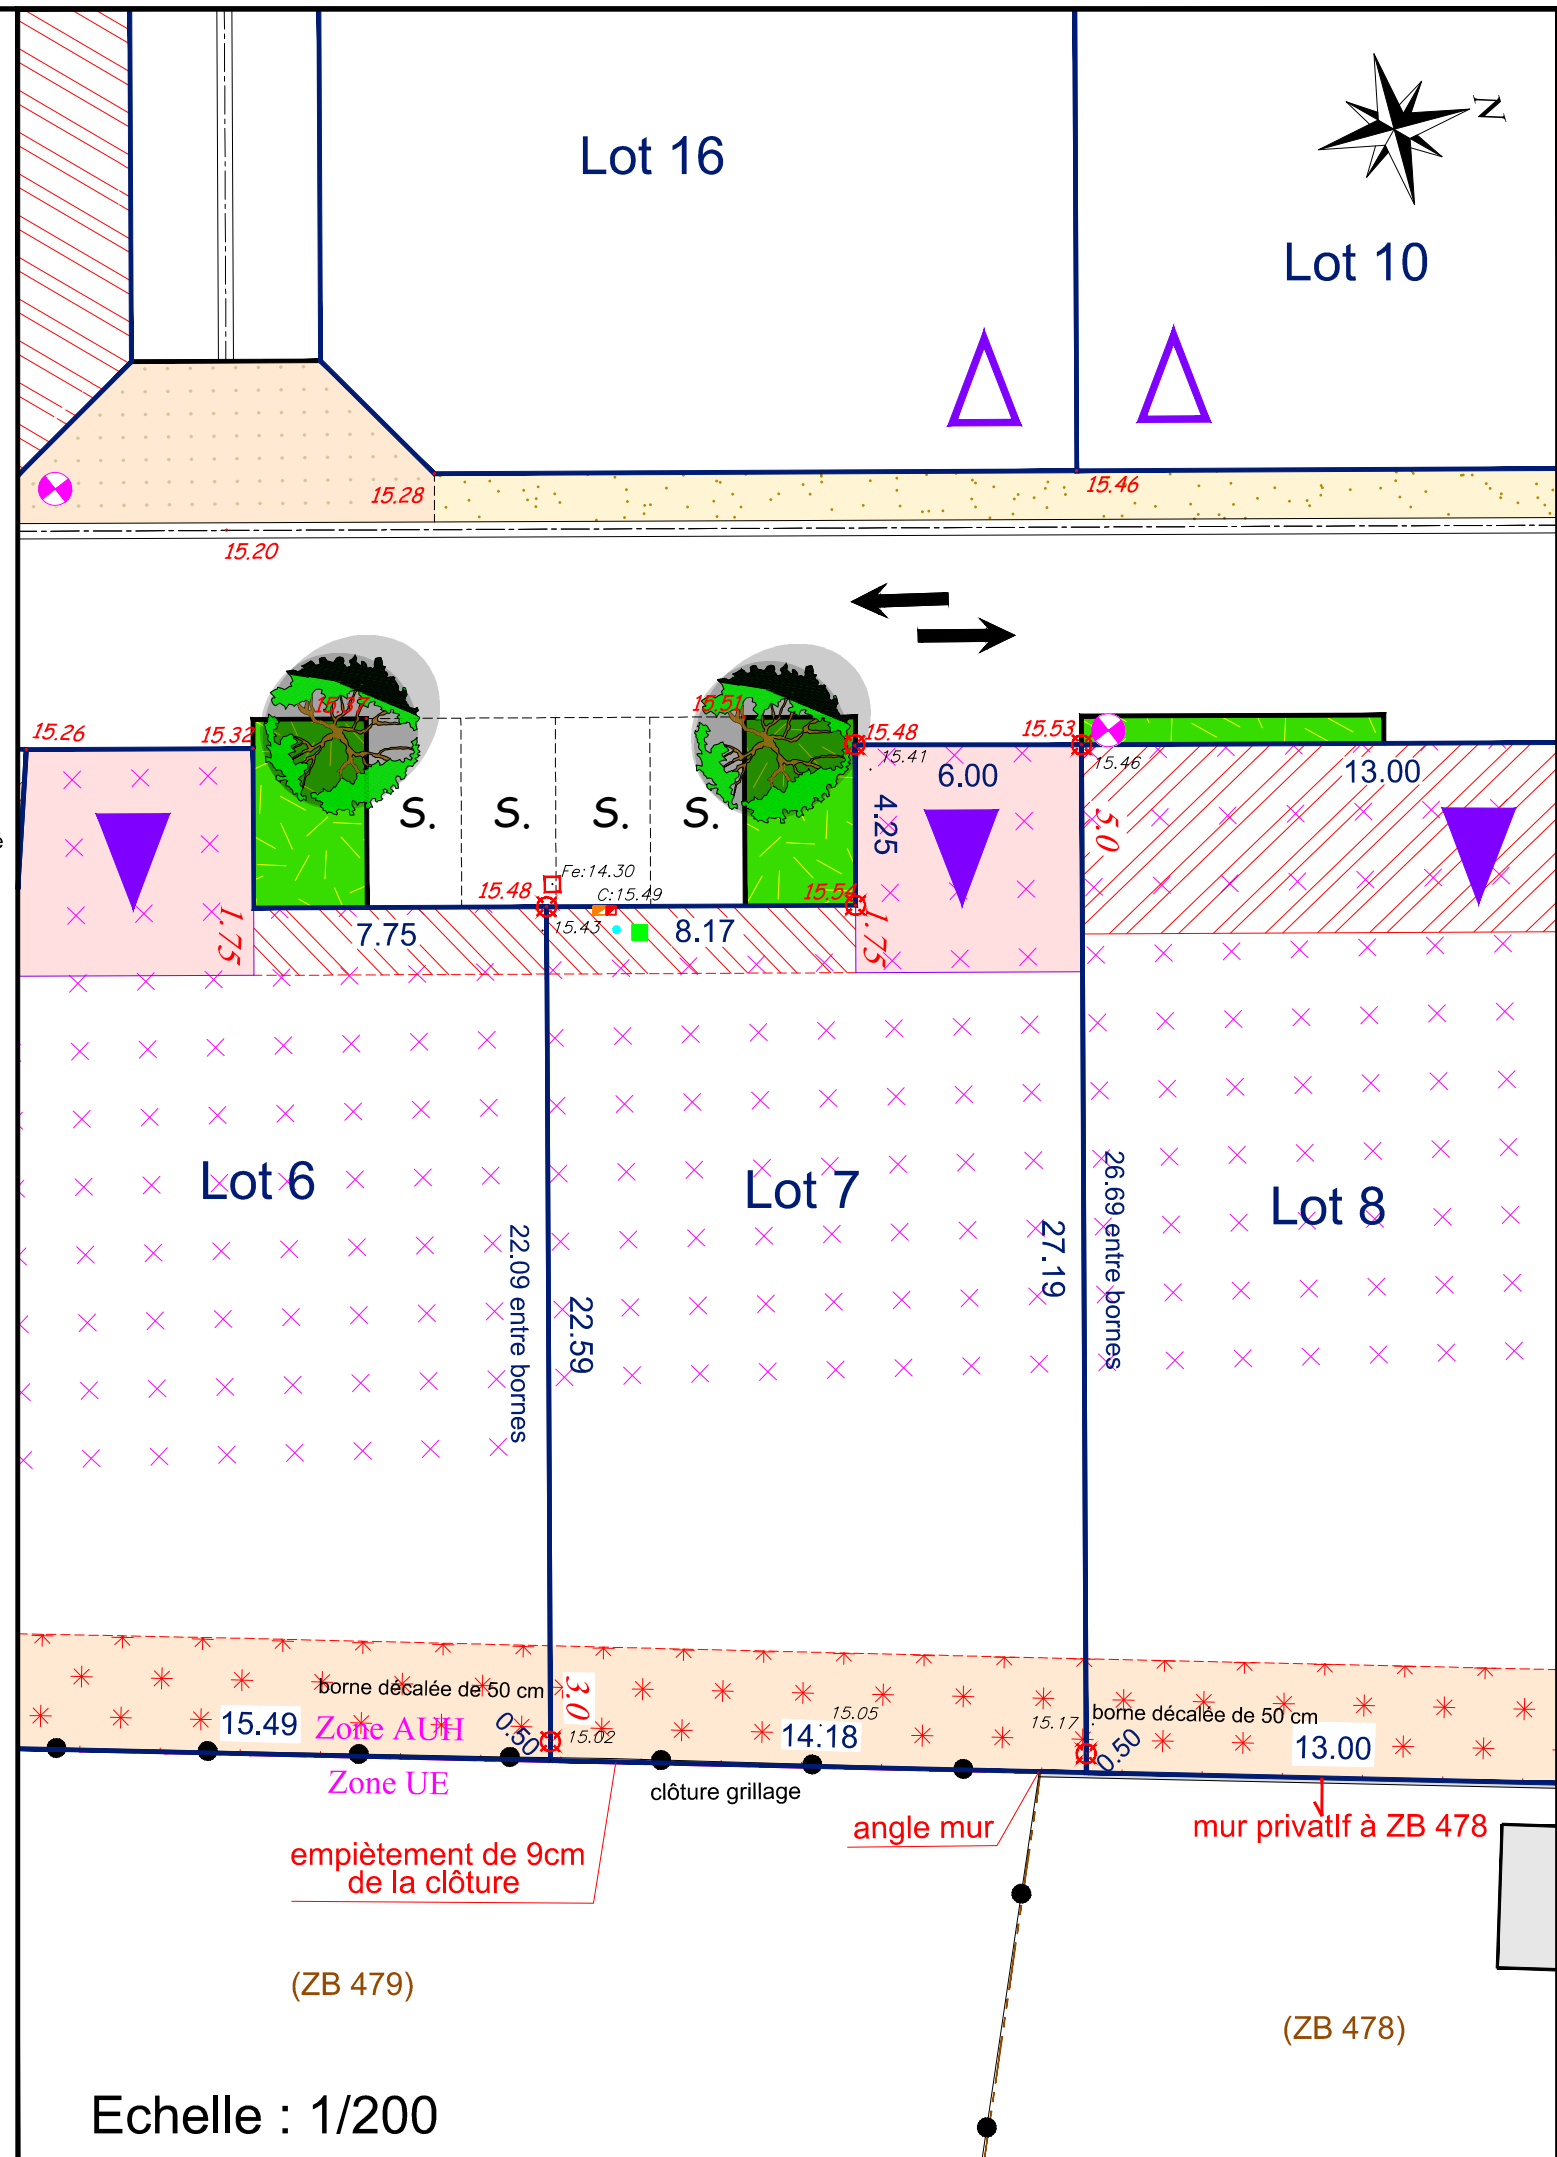 N
Lot 16
Lot 10
15.28
15.46
15.20
15.37
15.51
15.26
15.32
15.48
15.53
15.41
15.46
6.00
13.00
4.25
5.0
S.
S.
S.
S.
Fe:14.30
C:15.49
15.48
15.54
15.43
1.75
7.75
8.17
1.75
Lot 6
Lot 7
Lot 8
22.09 entre bornes
22.59
27.19
26.69 entre bornes
borne décalée de 50 cm
3.0
15.49
Zone AUH
0.50
15.02
15.05
14.18
15.17
borne décalée de 50 cm
0.50
13.00
Zone UE
clôture grillage
angle mur
mur privatif à ZB 478
empiètement de 9cm
de la clôture
(ZB 479)
(ZB 478)
Echelle : 1/200